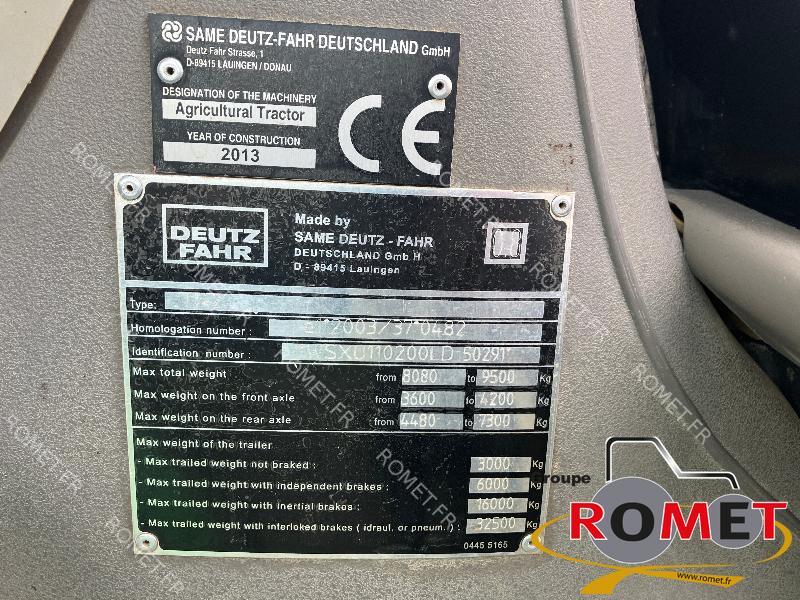 SAME DEUTZ-FAHR DEUTSCHLAND GmbH
Deutz Fahr Strasse, 1
D-89415 LAUINGEN / DONAU
DESIGNATION OF THE MACHINERY
Agricultural Tractor
YEAR OF CONSTRUCTION
2013
CE
DEUTZ
FAHR
Made by
SAME DEUTZ - FAHR
DEUTSCHLAND Gmb H
D - 89415 Lauingen
Type:
Homologation number :
Identification number :
Max total weight from 8080 to 9500 Kg
Max weight on the front axle from 3600 to 4200 Kg
Max weight on the rear axle from 4480 to 7300 Kg
Max weight of the trailer
- Max trailed weight not braked : 3000 Kg
- Max trailed weight with independent brakes : 6000 Kg
- Max trailed weight with inertial brakes : 16000 Kg
- Max trailed weight with interloked brakes ( idraul. or pneum.) : 32500 Kg
0445 5165
groupe
ROMET
www.romet.fr
ROMET.FR